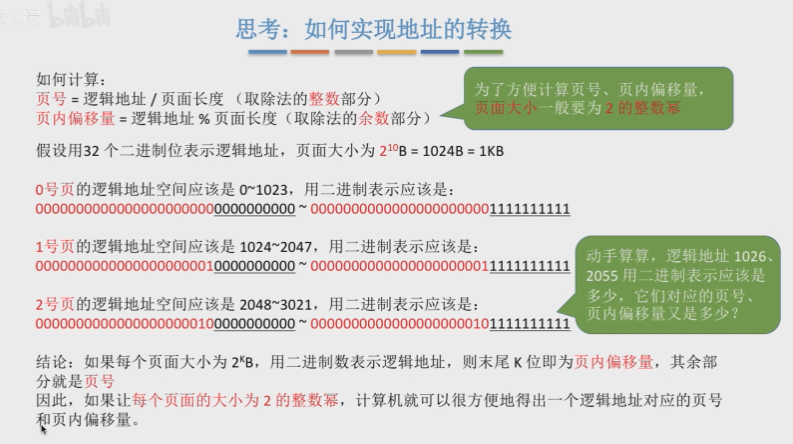 思考：如何实现地址的转换
如何计算：
页号 = 逻辑地址 / 页面长度 （取除法的整数部分）
页内偏移量 = 逻辑地址 % 页面长度（取除法的余数部分）
为了方便计算页号、页内偏移量，
页面大小一般要为 2 的整数幂
假设用32 个二进制位表示逻辑地址，页面大小为 2¹⁰B = 1024B = 1KB
0号页的逻辑地址空间应该是 0~1023，用二进制表示应该是：
00000000000000000000000000000000 ~ 00000000000000000000001111111111
1号页的逻辑地址空间应该是 1024~2047，用二进制表示应该是：
00000000000000000000010000000000 ~ 00000000000000000000011111111111
2号页的逻辑地址空间应该是 2048~3021，用二进制表示应该是：
00000000000000000000100000000000 ~ 00000000000000000000101111111111
动手算算，逻辑地址 1026、
2055 用二进制表示应该是
多少，它们对应的页号、
页内偏移量又是多少？
结论：如果每个页面大小为 2ᴷB，用二进制数表示逻辑地址，则末尾 K 位即为页内偏移量，其余部
分就是页号
因此，如果让每个页面的大小为 2 的整数幂，计算机就可以很方便地得出一个逻辑地址对应的页号
和页内偏移量。